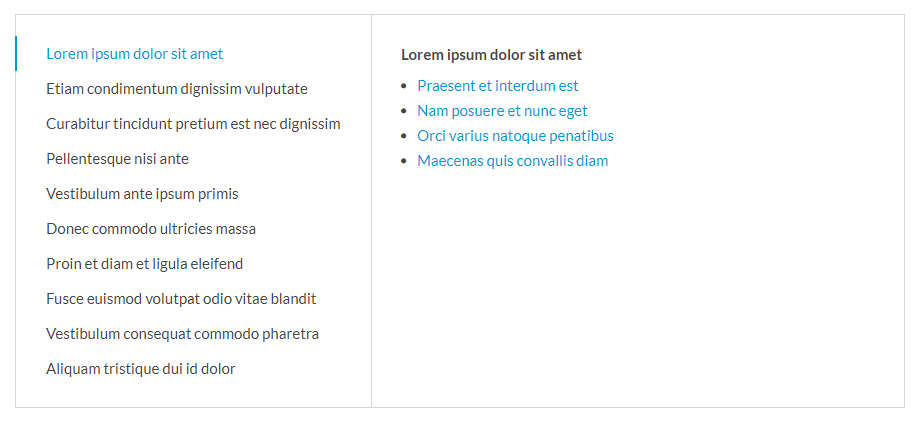 Lorem ipsum dolor sit amet
Etiam condimentum dignissim vulputate
Curabitur tincidunt pretium est nec dignissim
Pellentesque nisi ante
Vestibulum ante ipsum primis
Donec commodo ultricies massa
Proin et diam et ligula eleifend
Fusce euismod volutpat odio vitae blandit
Vestibulum consequat commodo pharetra
Aliquam tristique dui id dolor
Lorem ipsum dolor sit amet
Praesent et interdum est
Nam posuere et nunc eget
Orci varius natoque penatibus
Maecenas quis convallis diam